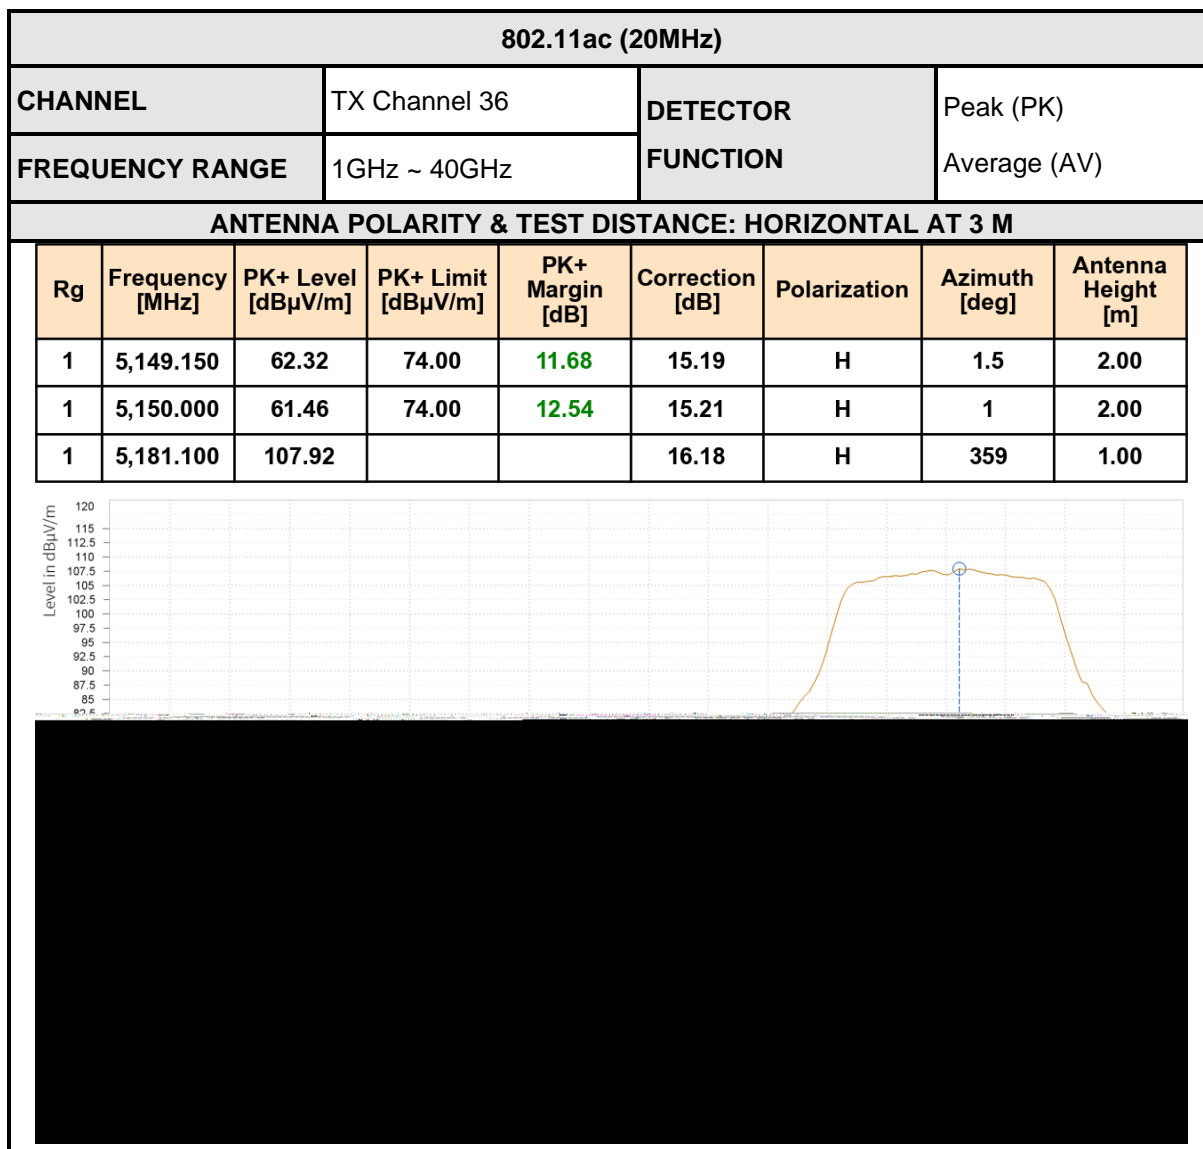 802.11ac (20MHz)
CHANNEL TX Channel 36 DETECTOR FUNCTION Peak (PK) Average (AV)
FREQUENCY RANGE 1GHz ~ 40GHz
ANTENNA POLARITY & TEST DISTANCE: HORIZONTAL AT 3 M
Rg Frequency [MHz] PK+ Level [dBµV/m] PK+ Limit [dBµV/m] PK+ Margin [dB] Correction [dB] Polarization Azimuth [deg] Antenna Height [m]
1 5,149.150 62.32 74.00 11.68 15.19 H 1.5 2.00
1 5,150.000 61.46 74.00 12.54 15.21 H 1 2.00
1 5,181.100 107.92 16.18 H 359 1.00
Level in dBµV/m
120
115
112.5
110
107.5
105
102.5
100
97.5
95
92.5
90
87.5
85